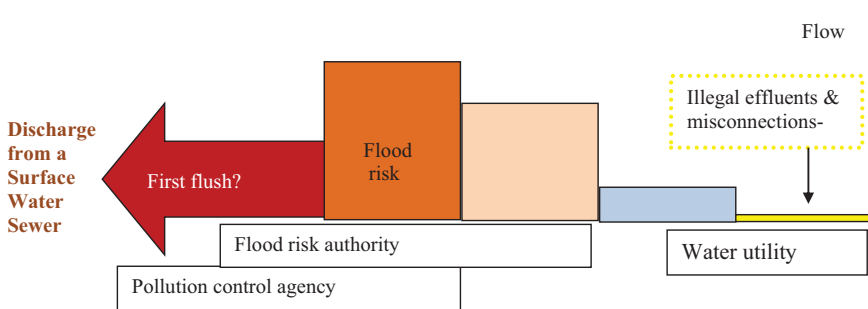 Flow
Illegal effluents &
misconnections-
Discharge
from a
Surface
Water
Sewer
First flush?
Flood
risk
Flood risk authority
Water utility
Pollution control agency